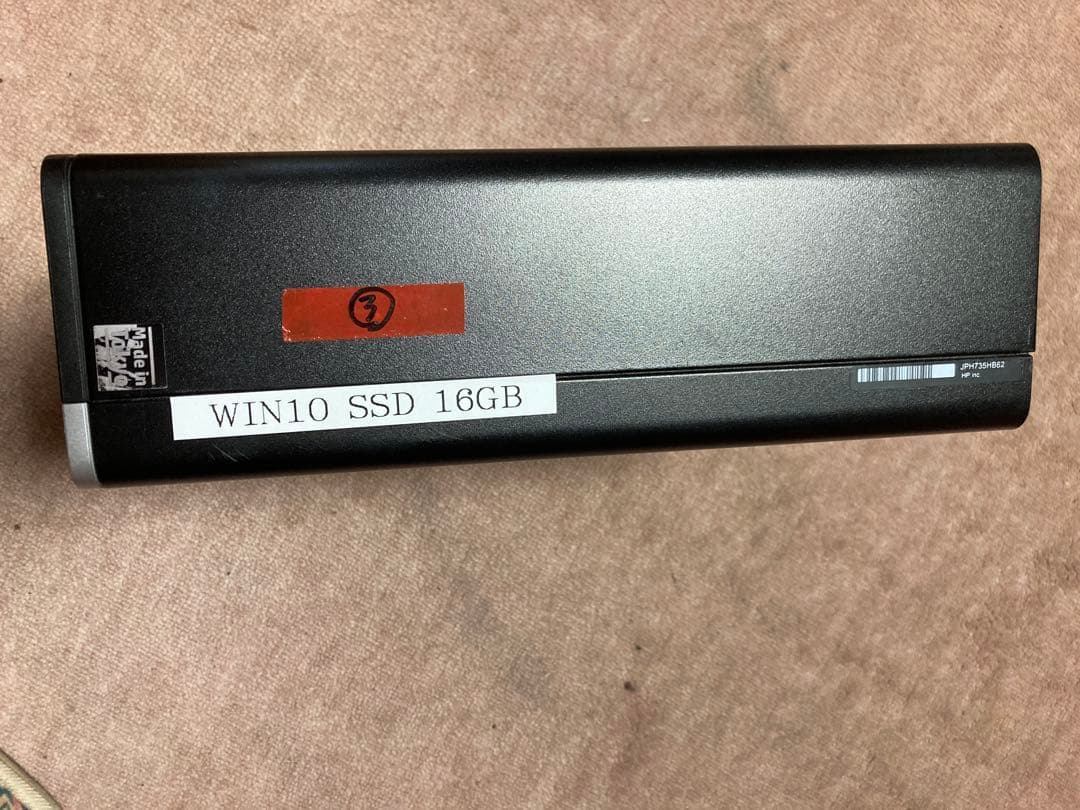 ③
Made in
Tokyo
WIN10 SSD 16GB
JPH735HB62
HP Inc